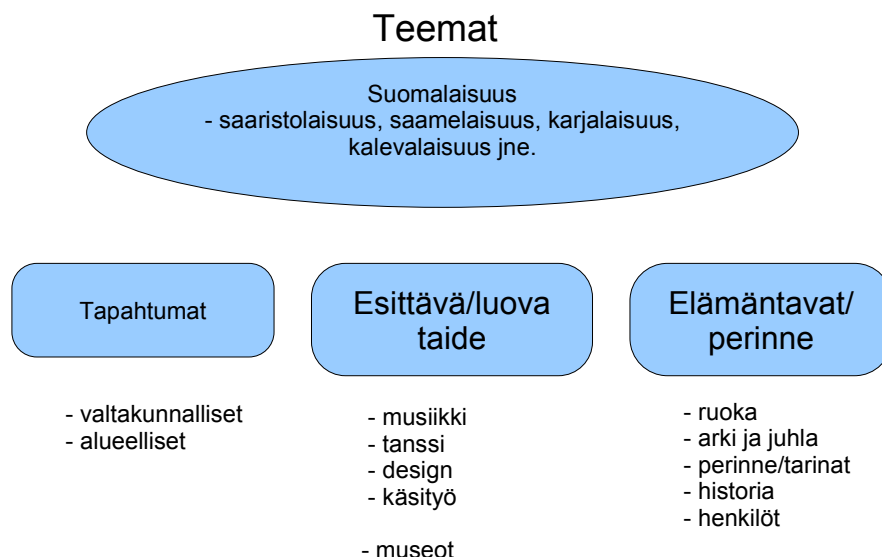 Teemat
Suomalaisuus
- saaristolaisuus, saamelaisuus, karjalaisuus,
kalevalaisuus jne.
Tapahtumat
- valtakunnalliset
- alueelliset
Esittävä/luova
taide
- musiikki
- tanssi
- design
- käsityö
- museot
Elämäntavat/
perinne
- ruoka
- arki ja juhla
- perinne/tarinat
- historia
- henkilöt